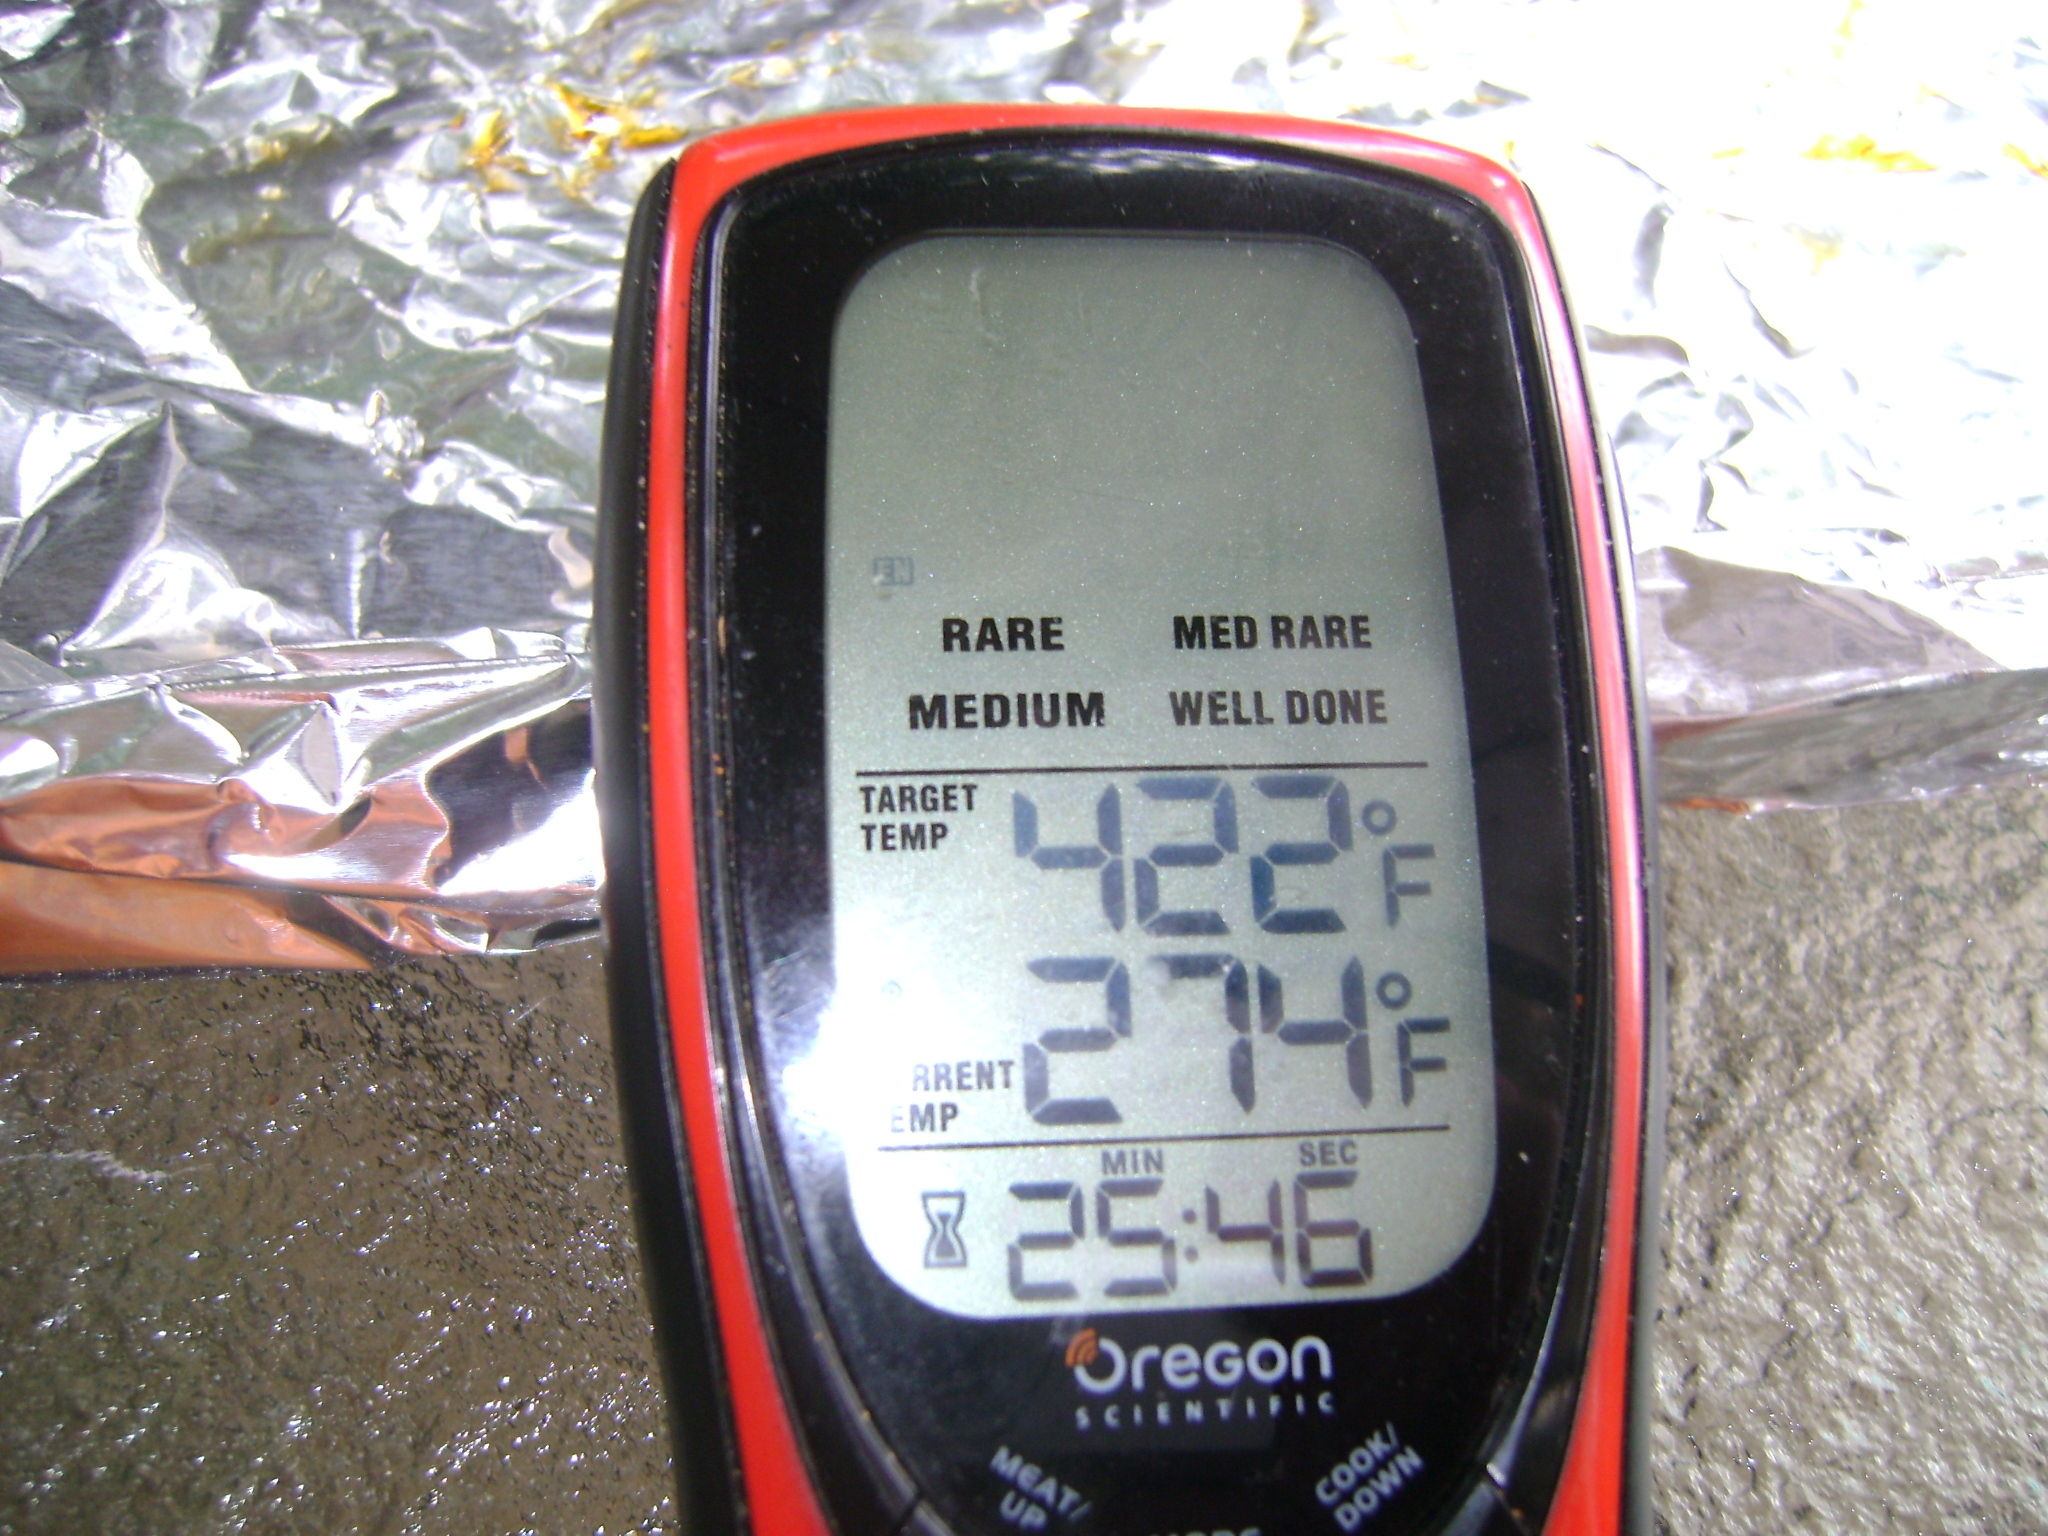 EN
RARE MED RARE
MEDIUM WELL DONE
TARGET
TEMP
422°F
RRENT
EMP
274°F
MIN SEC
25:46
Oregon
SCIENTIFIC
MEAT/
UP
COOK/
DOWN